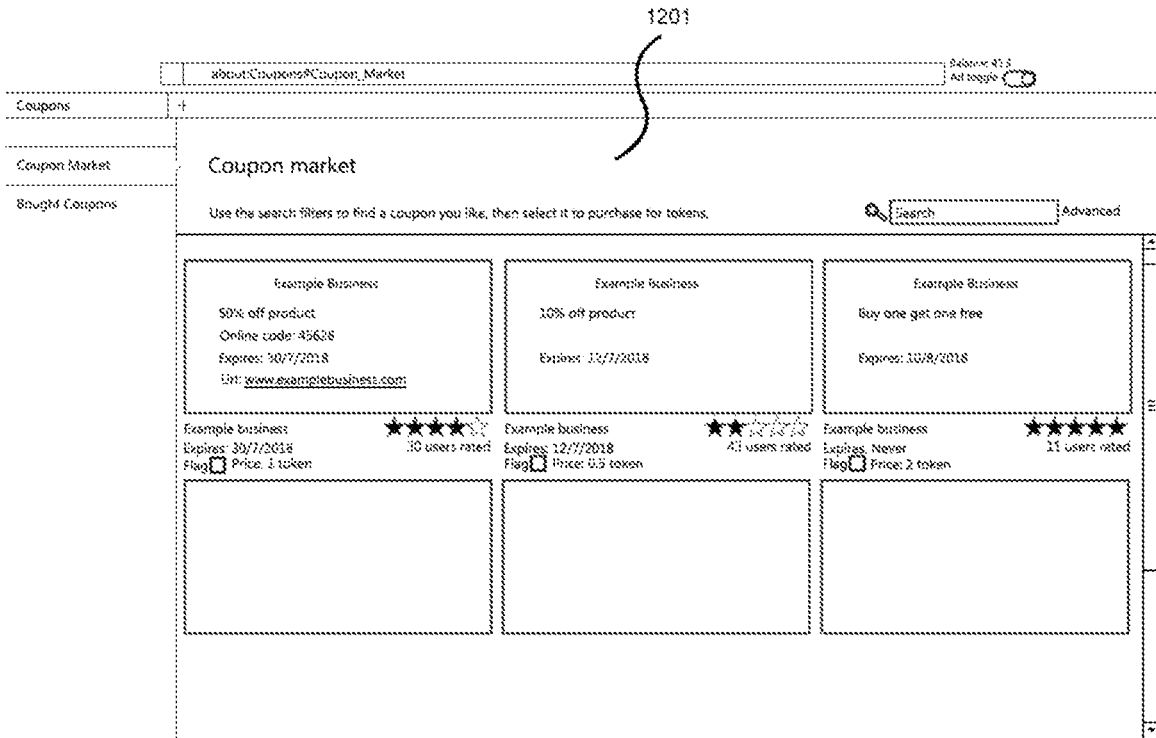 1201
about:Coupons#Coupon_Market
Ad toggle
Coupons
+
Coupon Market
Bought Coupons
Coupon market
Use the search filters to find a coupon you like, then select it to purchase for tokens.
Search
Advanced
Example Business
50% off product
Online code: 45628
Expires: 30/7/2018
Url: www.examplebusiness.com
Example Business
10% off product
Expires: 12/7/2018
Example Business
Buy one get one free
Expires: 10/8/2018
Example business
Expires: 30/7/2018
30 users rated
Flag Price: 1 token
Example business
Expires: 12/7/2018
users rated
Flag Price: 0.5 token
Example business
Expires: Never
11 users rated
Flag Price: 2 token